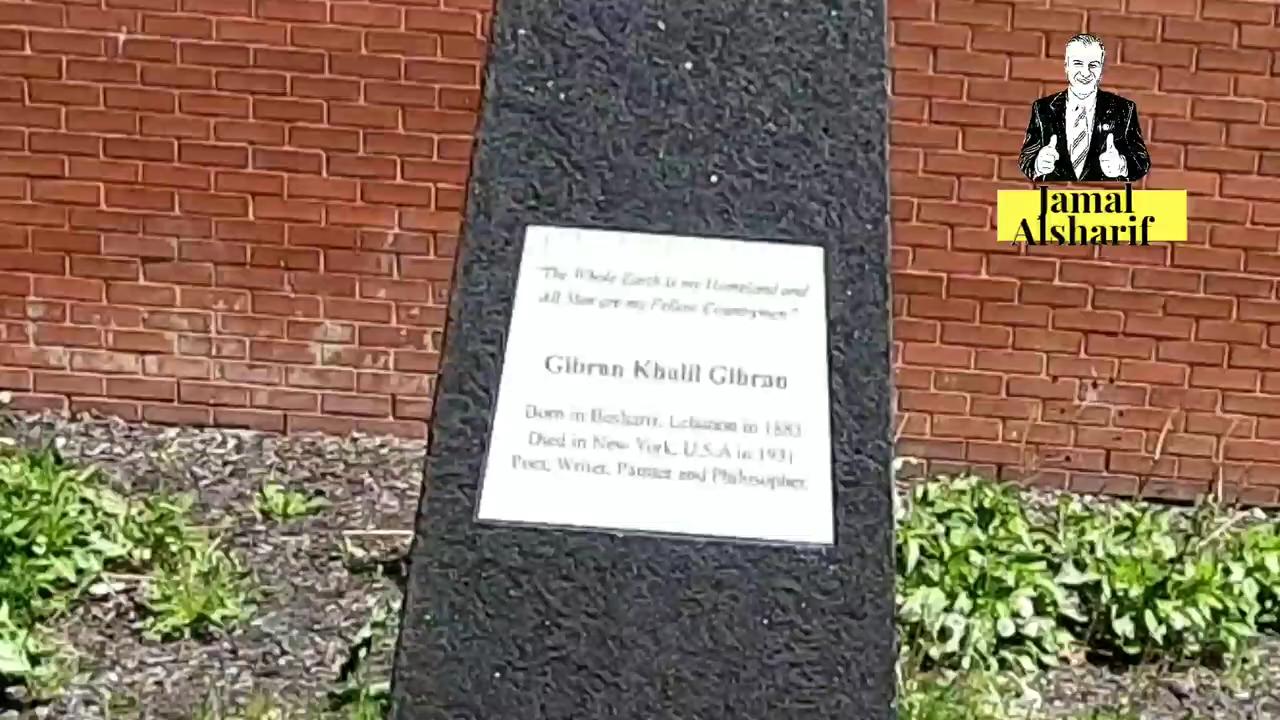 "The Whole Earth is my Homeland and
All Men are my Fellow Countrymen"
Gibran Khalil Gibran
Born in Besharri, Lebanon in 1883
Died in New York, U.S.A in 1931
Poet, Writer, Painter and Philosopher
Jamal
Alsharif